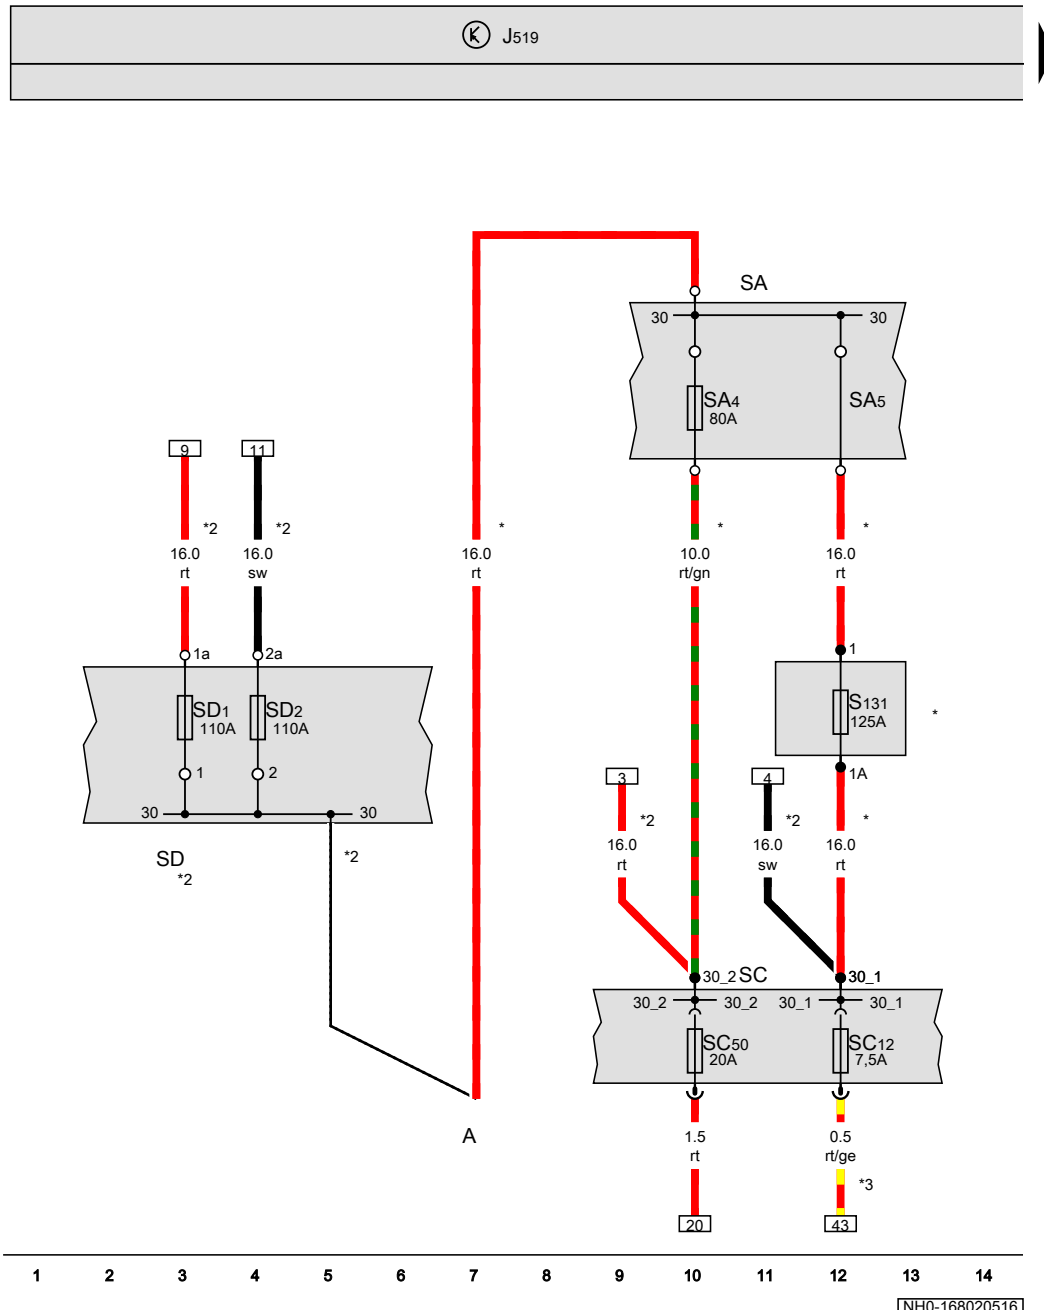 J519
SA
30 30
SA4 SA5
80A
9 11
*2 *2 * * *
16.0 16.0 16.0 10.0 16.0
rt sw rt rt/gn rt
1a 2a 1
SD1 SD2 S131
110A 110A 125A *
1 2 3 4 1A
30 30 *2 *2 *
16.0 16.0 16.0
SD *2 rt sw rt
*2
30_2 SC 30_1
30_2 30_2 30_1 30_1
SC50 SC12
20A 7,5A
A 1.5 0.5
rt rt/ge
*3
20 43
1 2 3 4 5 6 7 8 9 10 11 12 13 14
NH0-168020516